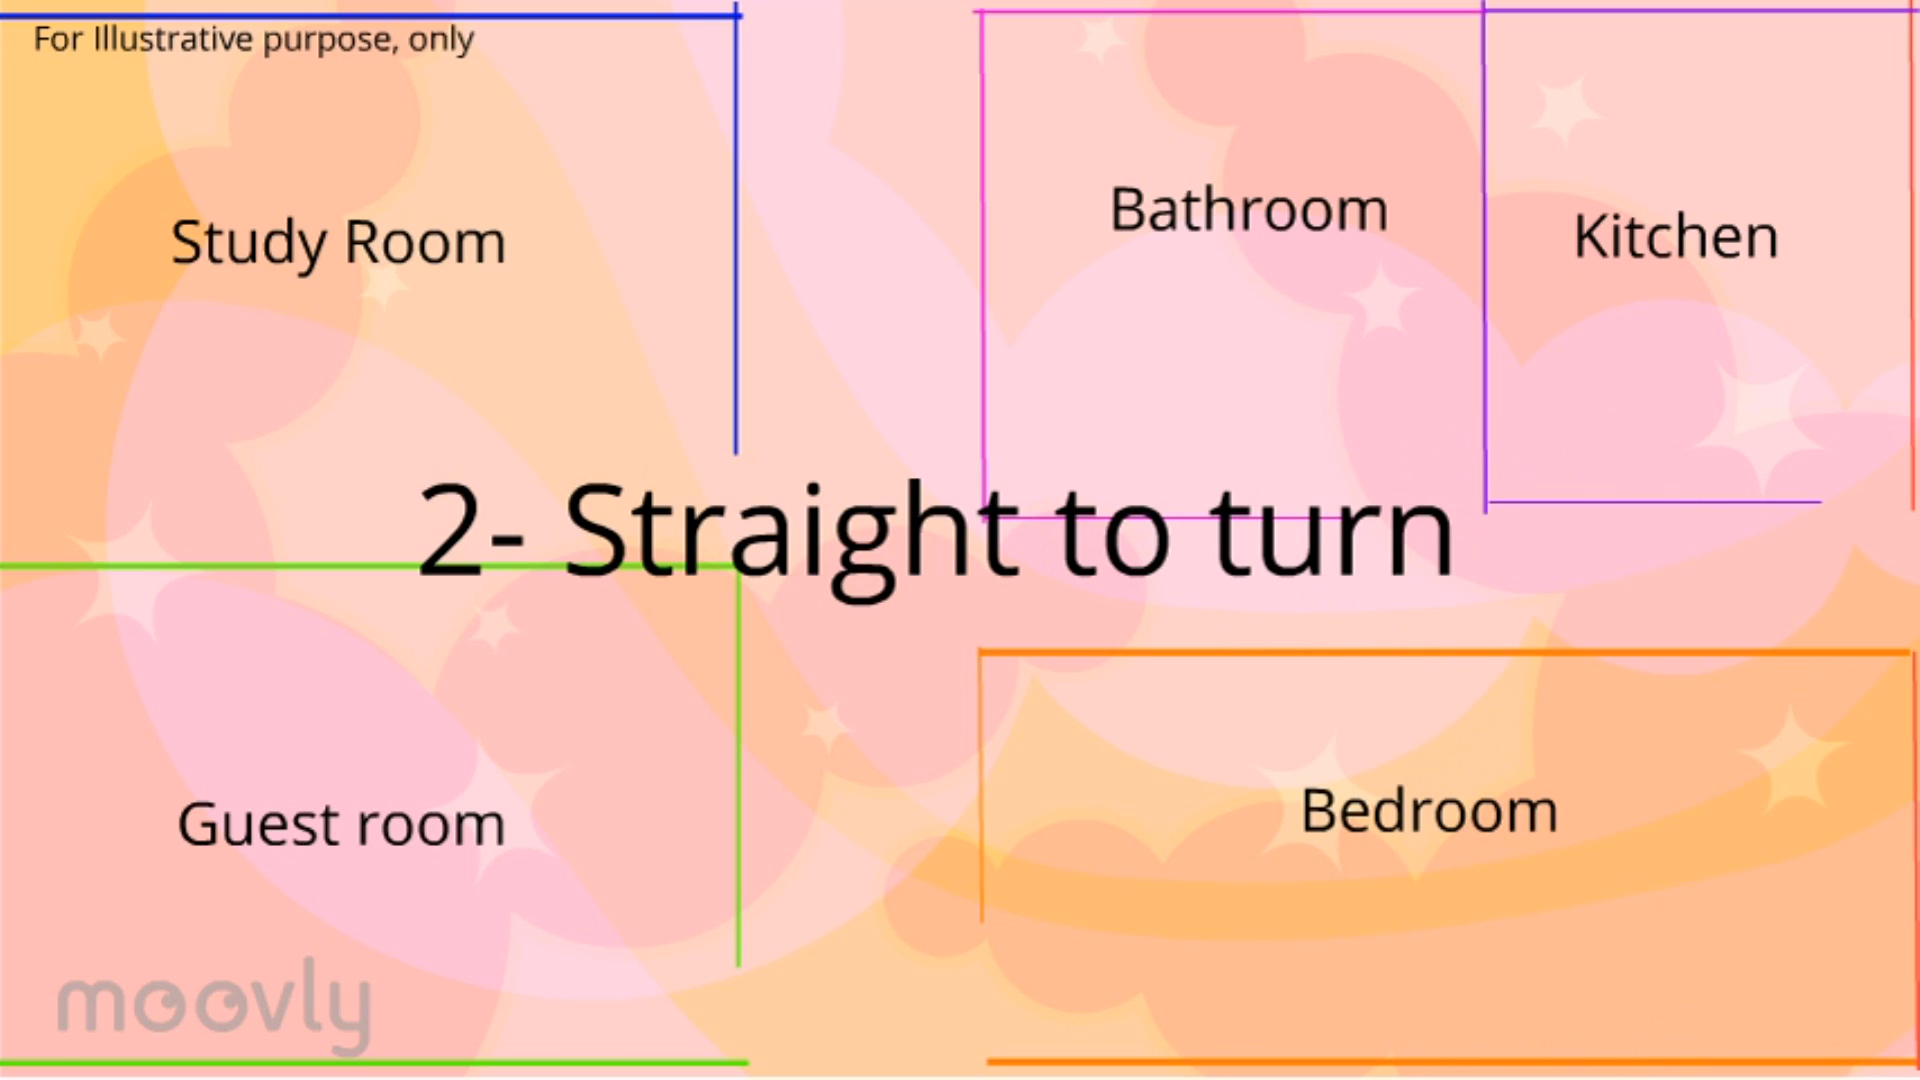 For Illustrative purpose, only
Study Room
Bathroom
Kitchen
2- Straight to turn
Guest room
Bedroom
moovly